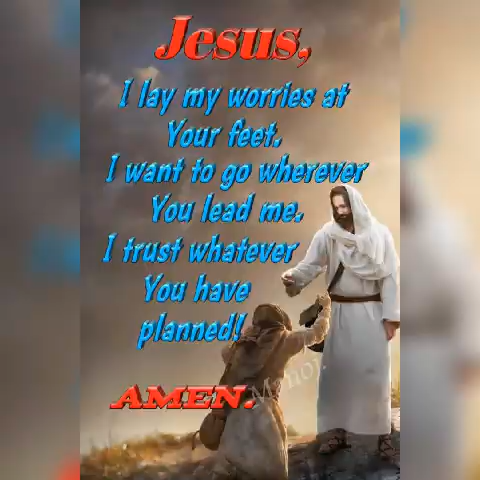 Jesus,
I lay my worries at
Your feet.
I want to go wherever
You lead me.
I trust whatever
You have
planned!
AMEN.
Manoj